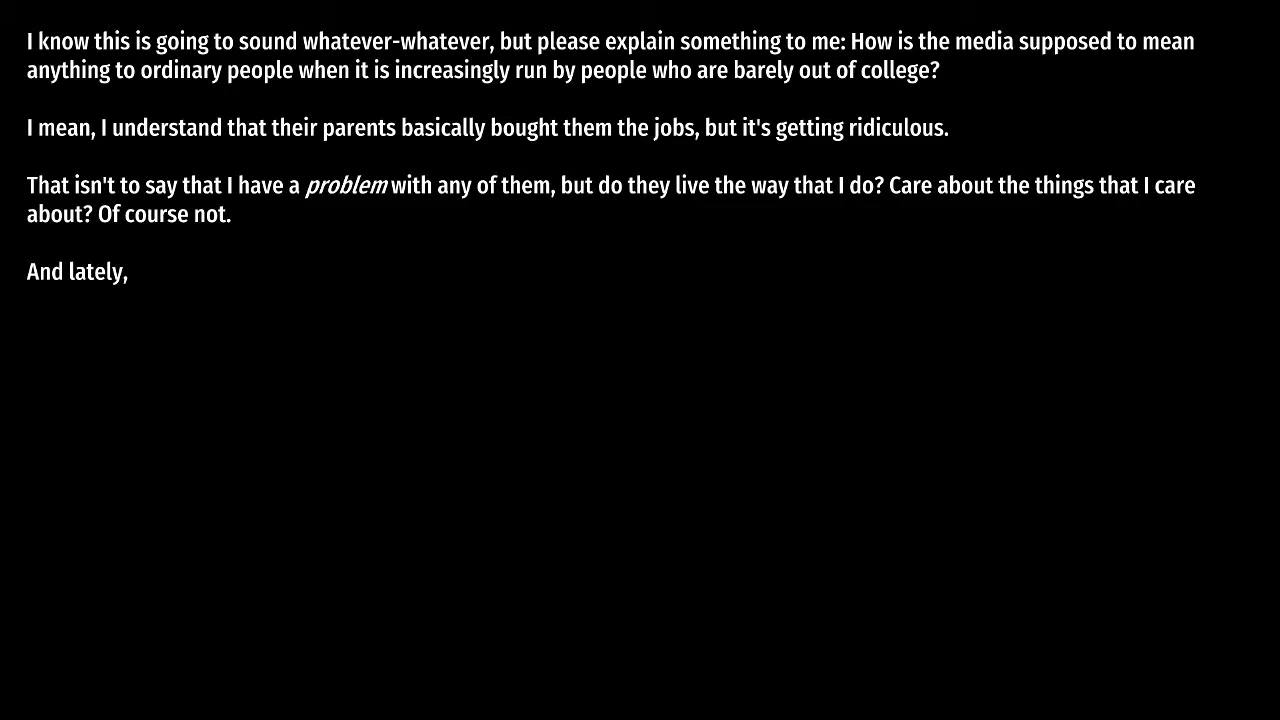 I know this is going to sound whatever-whatever, but please explain something to me: How is the media supposed to mean
anything to ordinary people when it is increasingly run by people who are barely out of college?
I mean, I understand that their parents basically bought them the jobs, but it's getting ridiculous.
That isn't to say that I have a problem with any of them, but do they live the way that I do? Care about the things that I care
about? Of course not.
And lately,